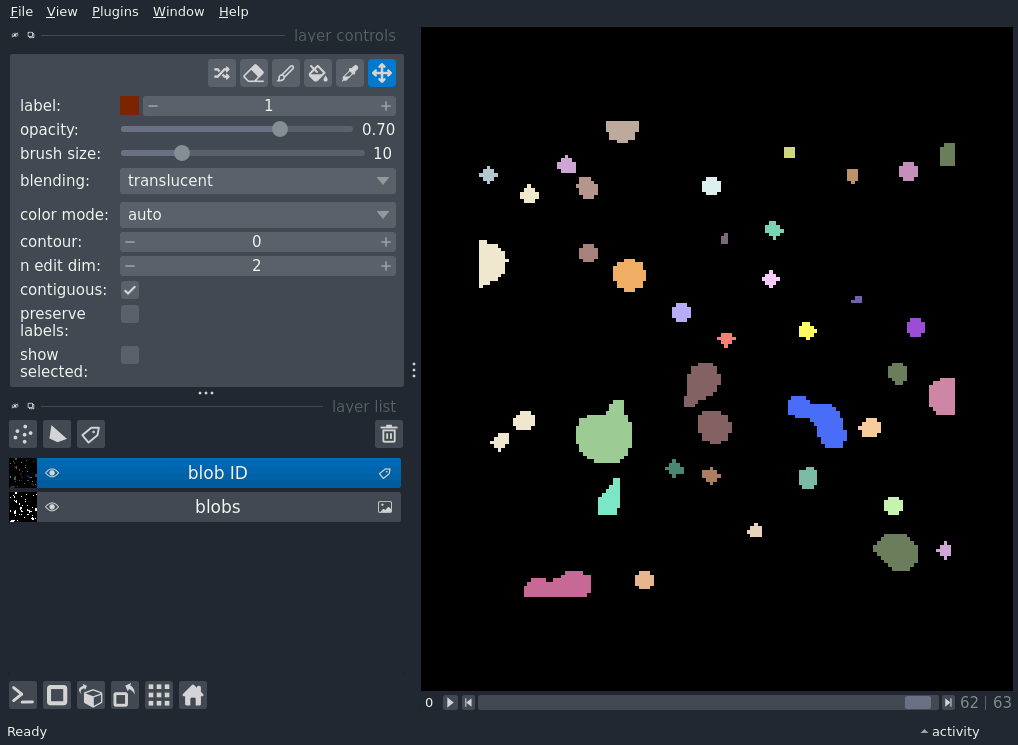 File View Plugins Window Help
layer controls
label: 1
opacity: 0.70
brush size: 10
blending: translucent
color mode: auto
contour: 0
n edit dim: 2
contiguous:
preserve
labels:
show
selected:
layer list
blob ID
blobs
0 62 | 63
Ready activity